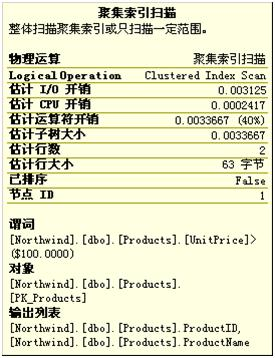 聚集索引扫描
整体扫描聚集索引或只扫描一定范围。
物理运算 聚集索引扫描
Logical Operation Clustered Index Scan
估计 I/O 开销 0.003125
估计 CPU 开销 0.0002417
估计运算符开销 0.0033667 (40%)
估计子树大小 0.0033667
估计行数 2
估计行大小 63 字节
已排序 False
节点 ID 1
谓词
[Northwind].[dbo].[Products].[UnitPrice]>
($100.0000)
对象
[Northwind].[dbo].[Products].
[PK_Products]
输出列表
[Northwind].[dbo].[Products].ProductID,
[Northwind].[dbo].[Products].ProductName